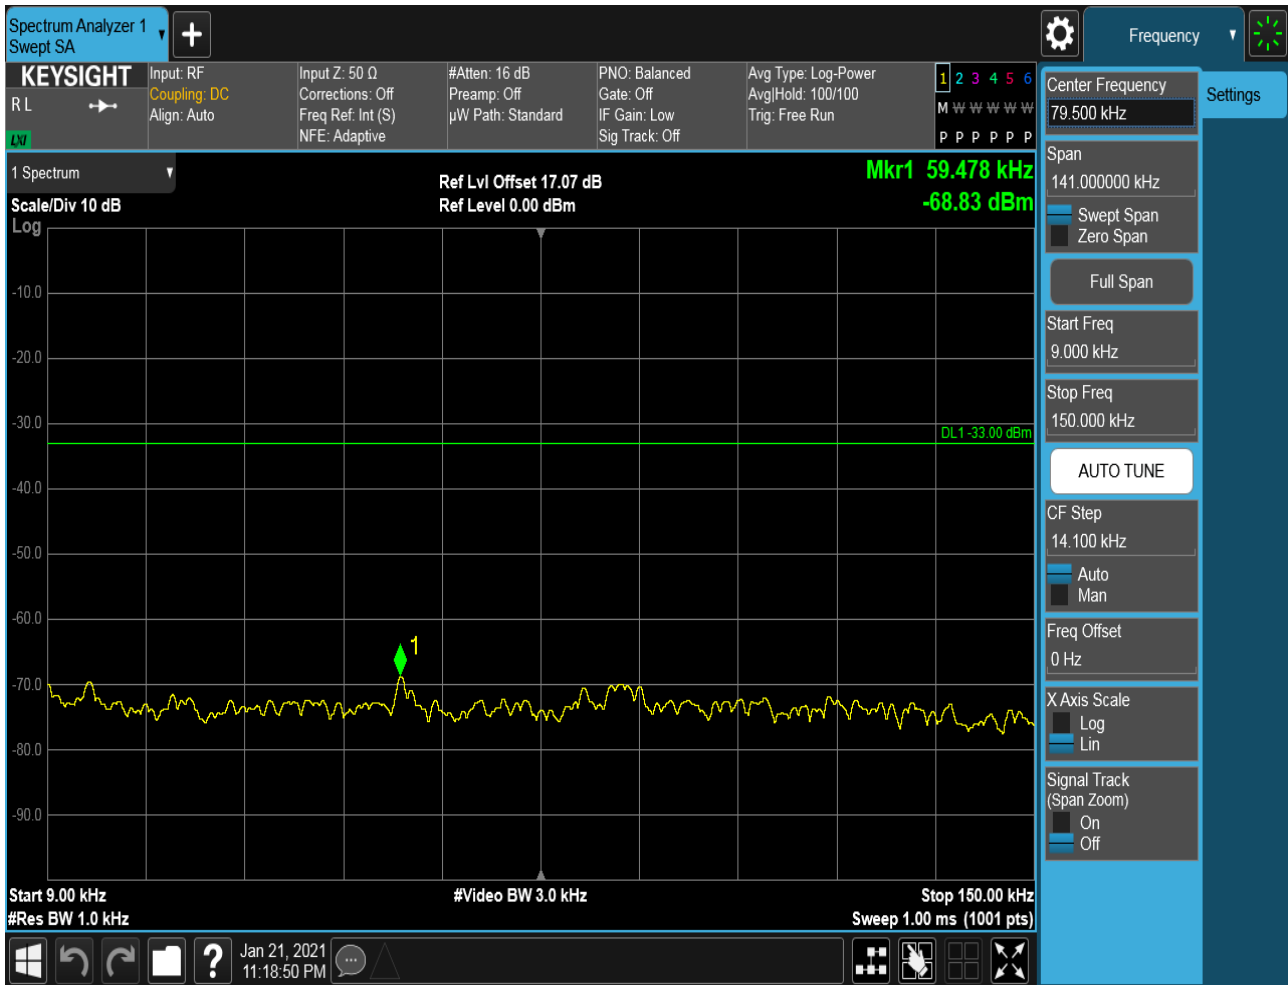 Spectrum Analyzer 1
Swept SA
Frequency
KEYSIGHT
R L
LXI
Input: RF
Coupling: DC
Align: Auto
Input Z: 50 Ω
Corrections: Off
Freq Ref: Int (S)
NFE: Adaptive
#Atten: 16 dB
Preamp: Off
µW Path: Standard
PNO: Balanced
Gate: Off
IF Gain: Low
Sig Track: Off
Avg Type: Log-Power
Avg|Hold: 100/100
Trig: Free Run
1 2 3 4 5 6
M W W W W W
P P P P P P
1 Spectrum
Scale/Div 10 dB
Log
Ref Lvl Offset 17.07 dB
Ref Level 0.00 dBm
Mkr1 59.478 kHz
-68.83 dBm
-10.0
-20.0
-30.0
DL1 -33.00 dBm
-40.0
-50.0
-60.0
1
-70.0
-80.0
-90.0
Start 9.00 kHz
#Res BW 1.0 kHz
#Video BW 3.0 kHz
Stop 150.00 kHz
Sweep 1.00 ms (1001 pts)
?
Jan 21, 2021
11:18:50 PM
Center Frequency
79.500 kHz
Settings
Span
141.000000 kHz
Swept Span
Zero Span
Full Span
Start Freq
9.000 kHz
Stop Freq
150.000 kHz
AUTO TUNE
CF Step
14.100 kHz
Auto
Man
Freq Offset
0 Hz
X Axis Scale
Log
Lin
Signal Track
(Span Zoom)
On
Off